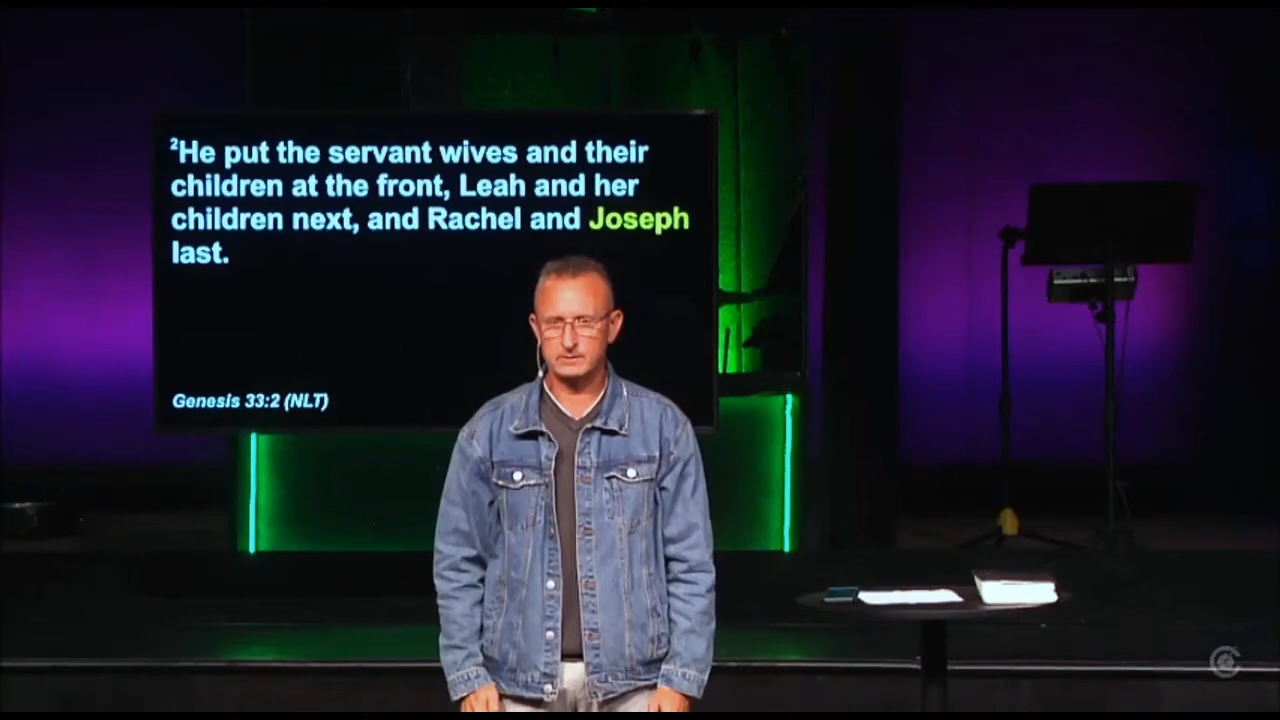 ²He put the servant wives and their
children at the front, Leah and her
children next, and Rachel and Joseph
last.
Genesis 33:2 (NLT)